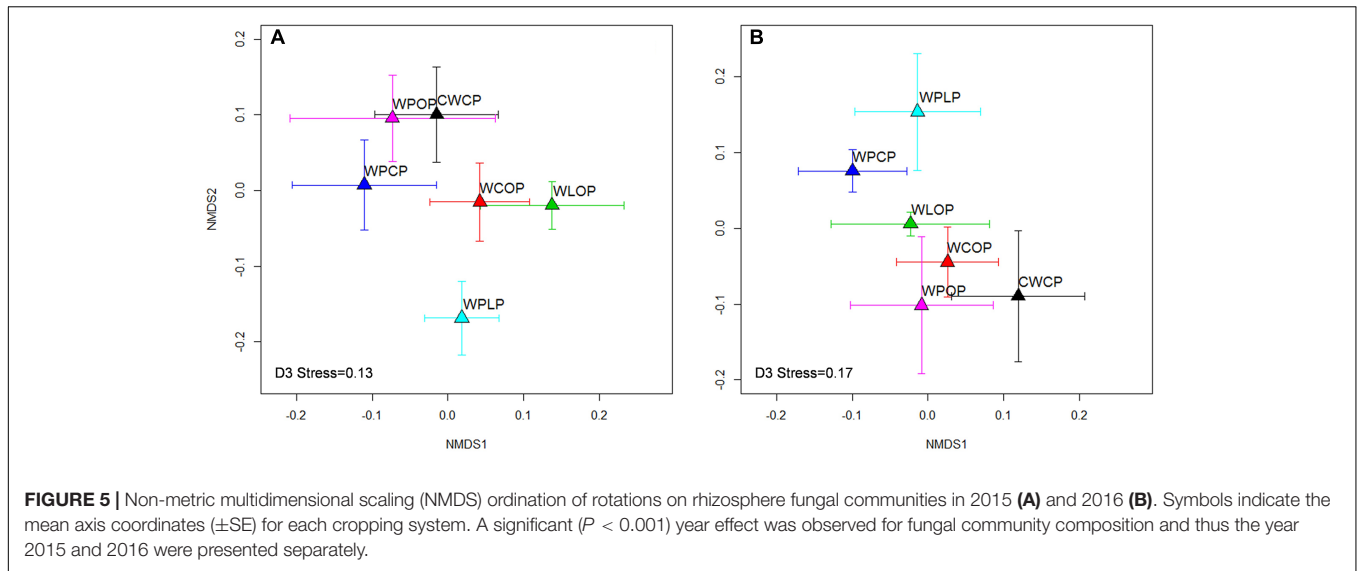 A
0.2
0.1
0.0
-0.1
-0.2
NMDS2
WPOP
CWCP
WPCP
WCOP
WLOP
WPLP
D3 Stress=0.13
-0.2 -0.1 0.0 0.1 0.2
NMDS1
B
0.2
0.1
0.0
-0.1
-0.2
WPLP
WPCP
WLOP
WCOP
CWCP
WPOP
D3 Stress=0.17
-0.2 -0.1 0.0 0.1 0.2
NMDS1
FIGURE 5 | Non-metric multidimensional scaling (NMDS) ordination of rotations on rhizosphere fungal communities in 2015 (A) and 2016 (B). Symbols indicate the
mean axis coordinates (±SE) for each cropping system. A significant (P < 0.001) year effect was observed for fungal community composition and thus the year
2015 and 2016 were presented separately.